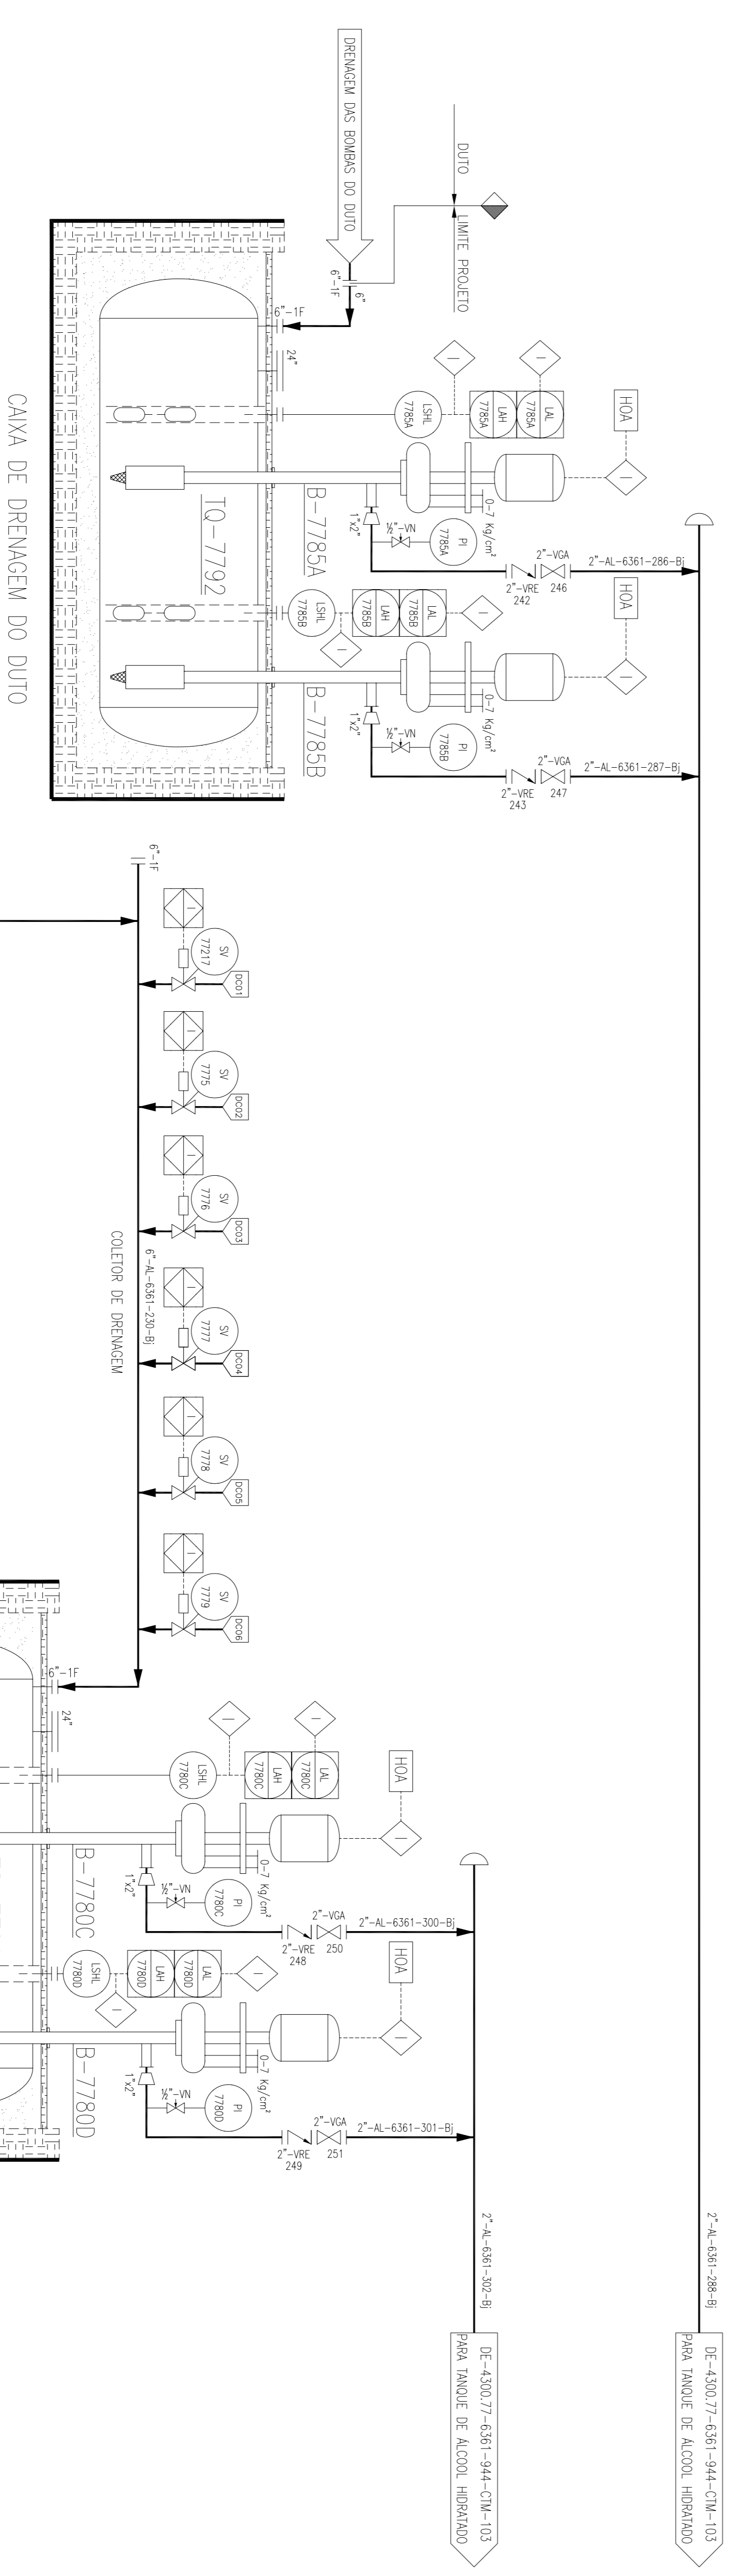 DRENAGEM DAS BOMBAS DO DUTO
DUTO
LIMITE PROJETO
6"
6"-1F
6"-1F
24"
CAIXA DE DRENAGEM DO DUTO
TQ-7792
LSHL
7785A
LAH
7785A
LAL
7785A
HOA
I
I
I
B-7785A
0-7 Kg/cm²
1"x2"
½"-VN
PI
7785A
2"-VRE
242
2"-VGA
246
2"-AL-6361-286-Bj
LSHL
7785B
LAH
7785B
LAL
7785B
HOA
I
I
I
B-7785B
0-7 Kg/cm²
1"x2"
½"-VN
PI
7785B
2"-VRE
243
2"-VGA
247
2"-AL-6361-287-Bj
2"-AL-6361-288-Bj
DE-4300.77-6361-944-CTM-103
PARA TANQUE DE ÁLCOOL HIDRATADO
6"-1F
I
SV
77217
DC01
I
SV
7775
DC02
I
SV
7776
DC03
I
SV
7777
DC04
I
SV
7778
DC05
I
SV
7779
DC06
6"-AL-6361-230-Bj
COLETOR DE DRENAGEM
6"-1F
24"
LSHL
7780C
LAH
7780C
LAL
7780C
HOA
I
I
I
B-7780C
0-7 Kg/cm²
1"x2"
½"-VN
PI
7780C
2"-VRE
248
2"-VGA
250
2"-AL-6361-300-Bj
LSHL
7780D
LAH
7780D
LAL
7780D
HOA
I
I
I
B-7780D
0-7 Kg/cm²
1"x2"
½"-VN
PI
7780D
2"-VRE
249
2"-VGA
251
2"-AL-6361-301-Bj
2"-AL-6361-302-Bj
DE-4300.77-6361-944-CTM-103
PARA TANQUE DE ÁLCOOL HIDRATADO